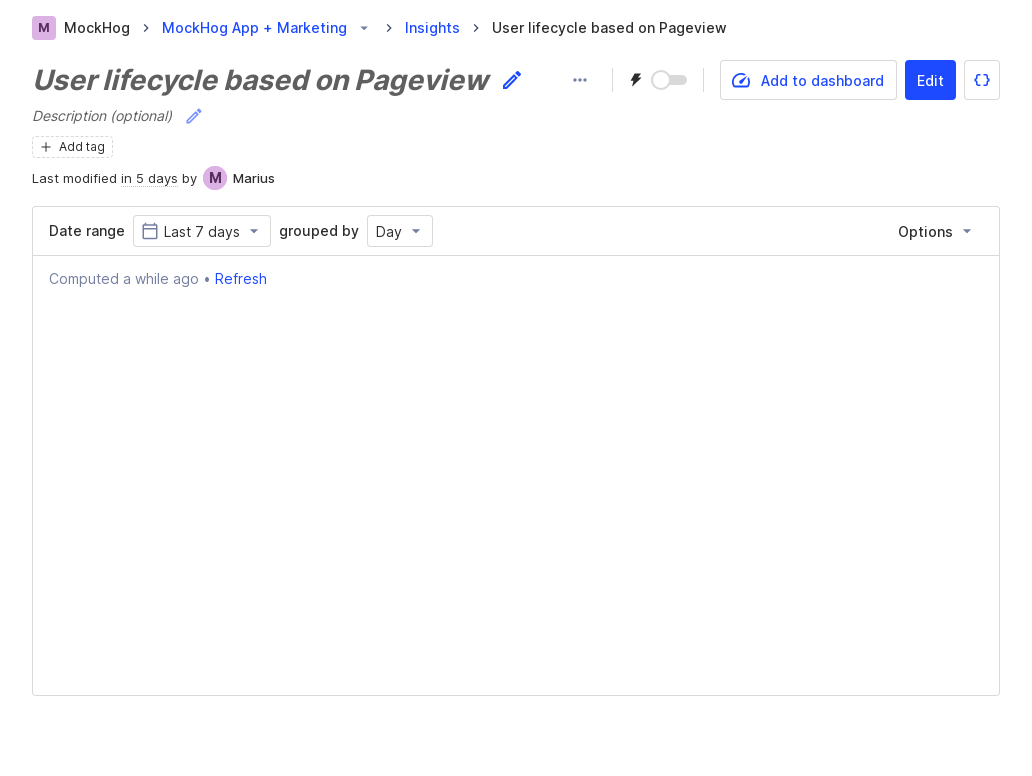 M MockHog MockHog App + Marketing Insights User lifecycle based on Pageview
User lifecycle based on Pageview
Add to dashboard Edit {}
Description (optional)
Add tag
Last modified in 5 days by M Marius
Date range Last 7 days grouped by Day Options
Computed a while ago • Refresh